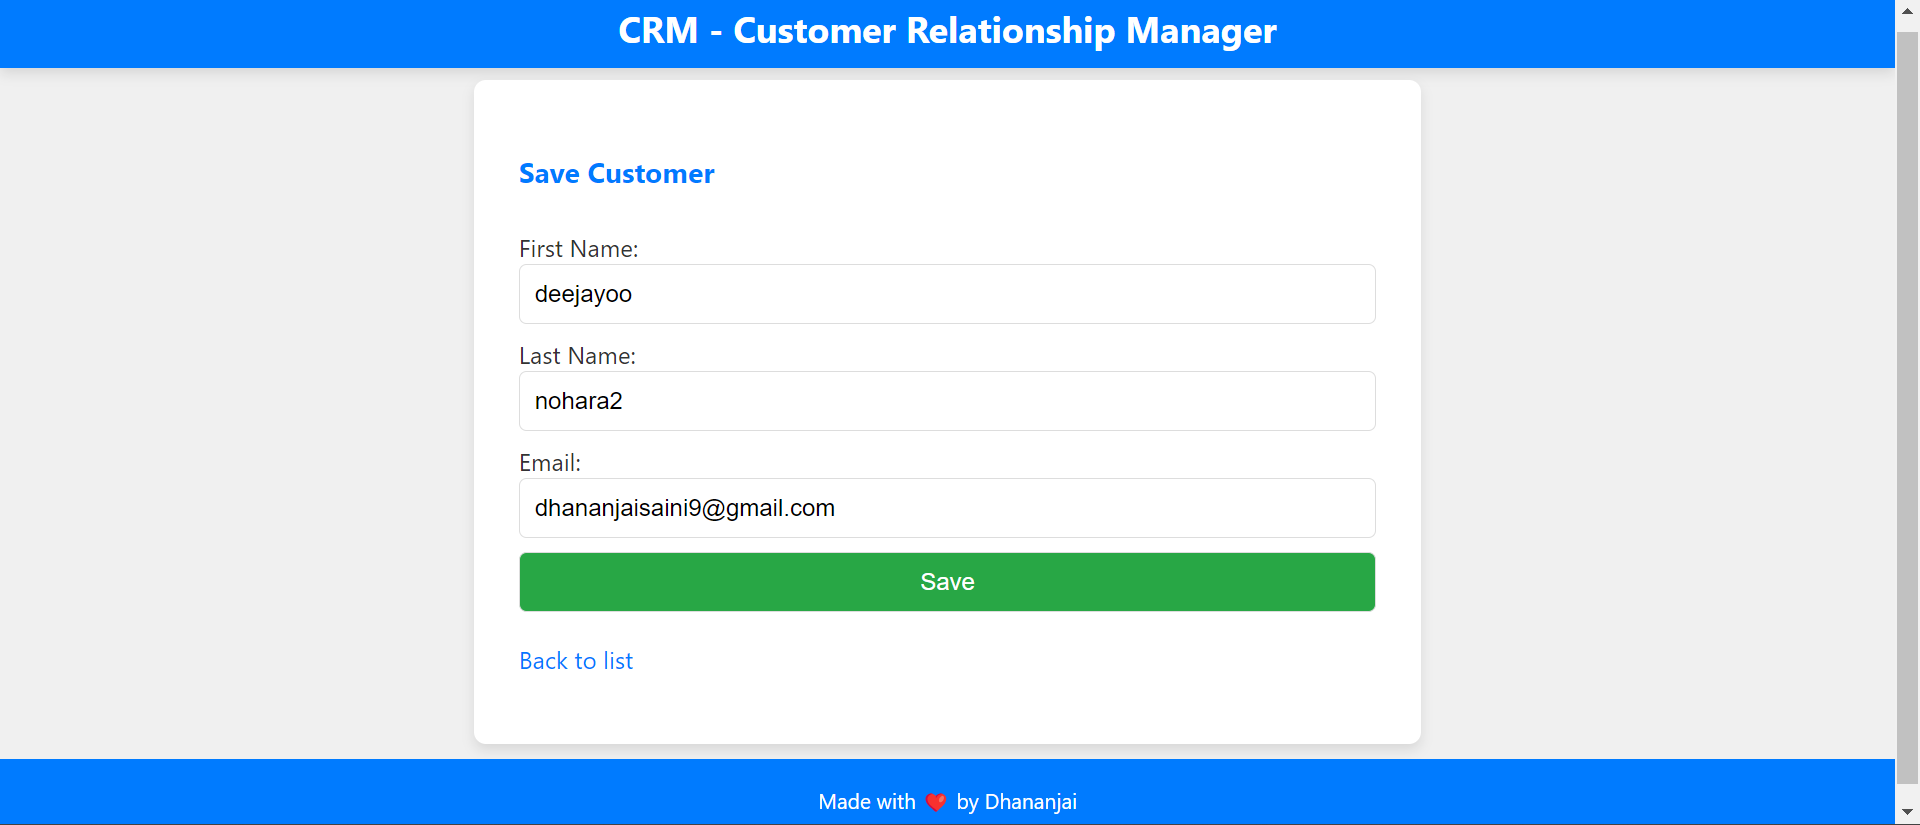 CRM - Customer Relationship Manager
Save Customer
First Name:
deejayoo
Last Name:
nohara2
Email:
dhananjaisaini9@gmail.com
Save
Back to list
Made with ❤️ by Dhananjai